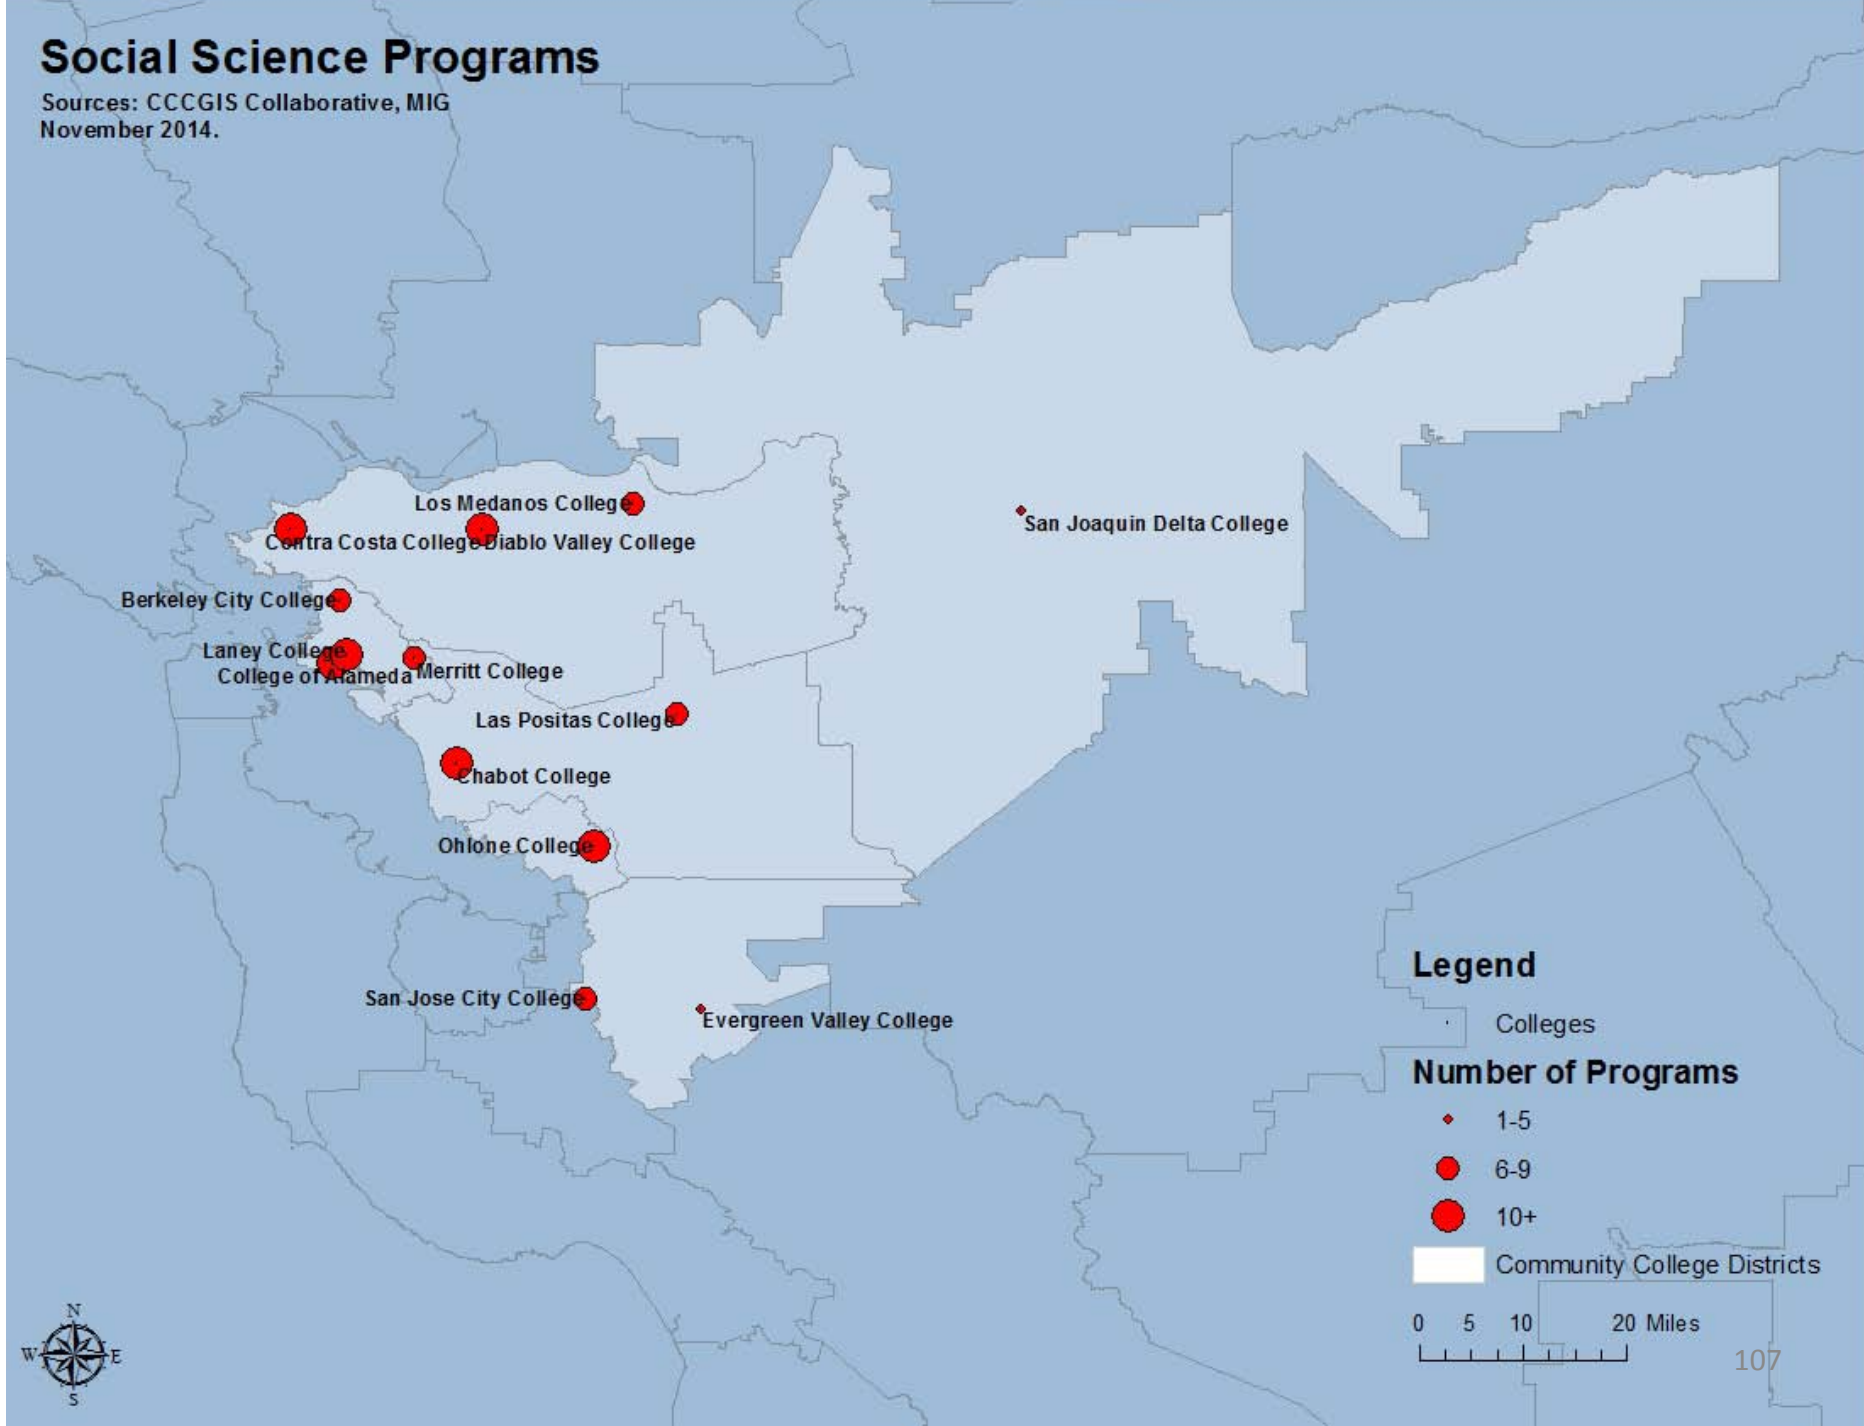 Social Science Programs
Sources: CCCGIS Collaborative, MIG
November 2014.
Los Medanos College
San Joaquin Delta College
Contra Costa College
Diablo Valley College
Berkeley City College
Laney College
College of Alameda
Merritt College
Las Positas College
Chabot College
Ohlone College
San Jose City College
Evergreen Valley College
Legend
Colleges
Number of Programs
1-5
6-9
10+
Community College Districts
0 5 10 20 Miles
107
N
W E
S